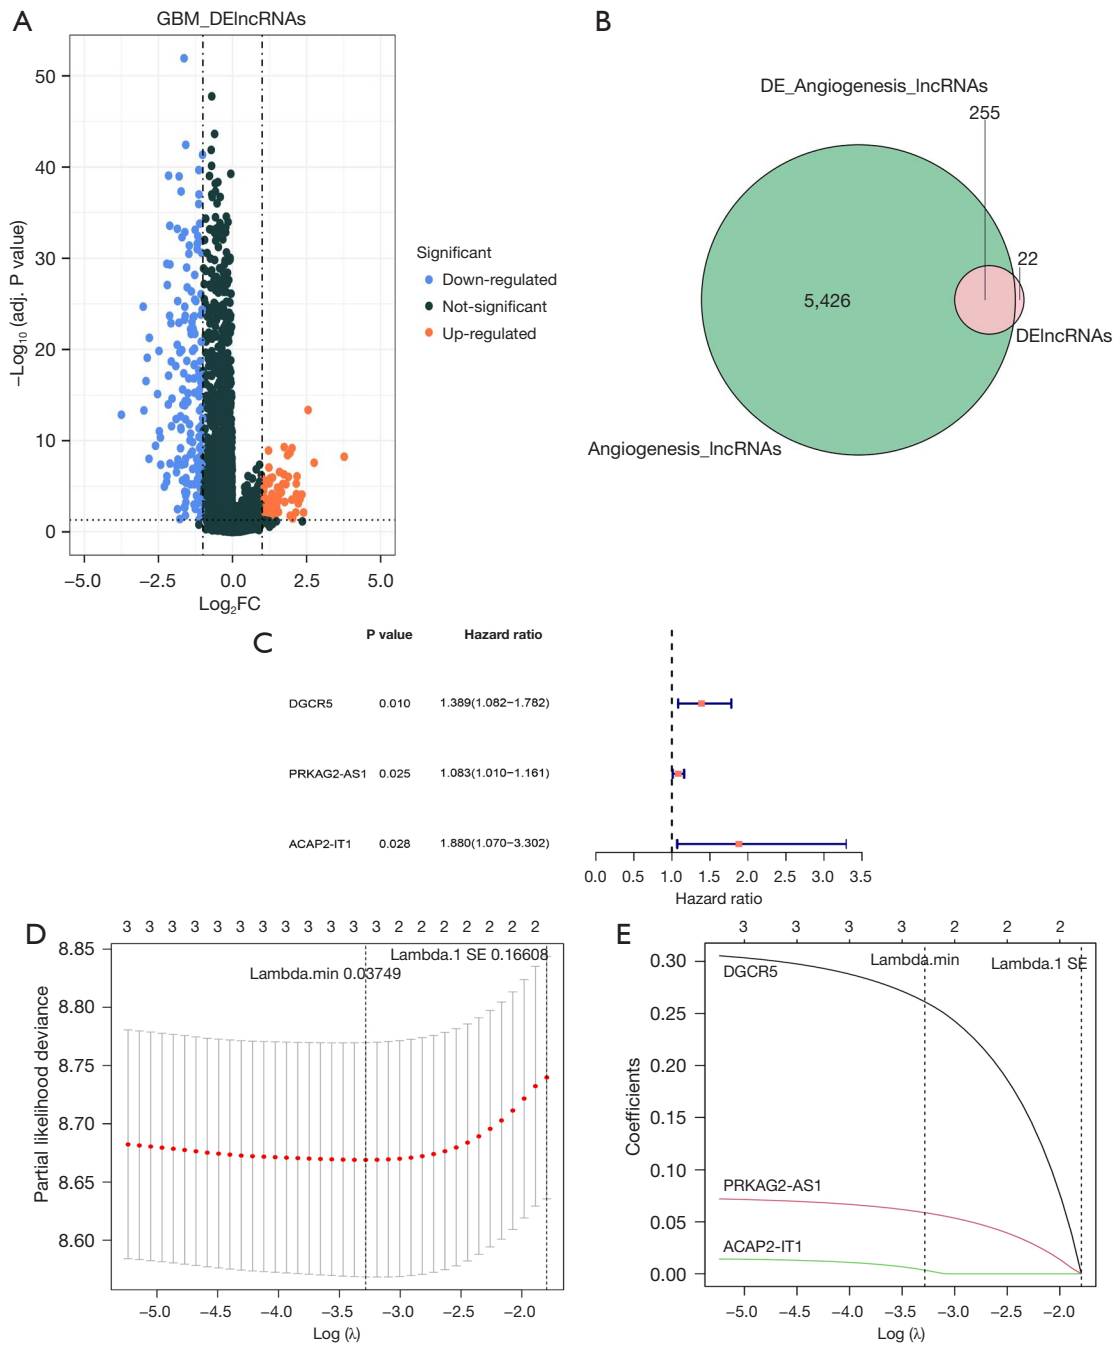 A
GBM_DElncRNAs
−Log10 (adj. P value)
50
40
30
20
10
0
−5.0 −2.5 0.0 2.5 5.0
Log2FC
Significant
Down-regulated
Not-significant
Up-regulated
B
DE_Angiogenesis_lncRNAs
255
22
5,426
DElncRNAs
Angiogenesis_lncRNAs
C
P value Hazard ratio
DGCR5 0.010 1.389(1.082−1.782)
PRKAG2-AS1 0.025 1.083(1.010−1.161)
ACAP2-IT1 0.028 1.880(1.070−3.302)
0.0 0.5 1.0 1.5 2.0 2.5 3.0 3.5
Hazard ratio
D
3 3 3 3 3 3 3 3 3 3 3 3 2 2 2 2 2 2 2
Lambda.1 SE 0.16608
Lambda.min 0.03749
Partial likelihood deviance
8.85
8.80
8.75
8.70
8.65
8.60
−5.0 −4.5 −4.0 −3.5 −3.0 −2.5 −2.0
Log (λ)
E
3 3 3 3 2 2 2
Lambda.min
Lambda.1 SE
Coefficients
0.30
0.25
0.20
0.15
0.10
0.05
0.00
DGCR5
PRKAG2-AS1
ACAP2-IT1
−5.0 −4.5 −4.0 −3.5 −3.0 −2.5 −2.0
Log (λ)